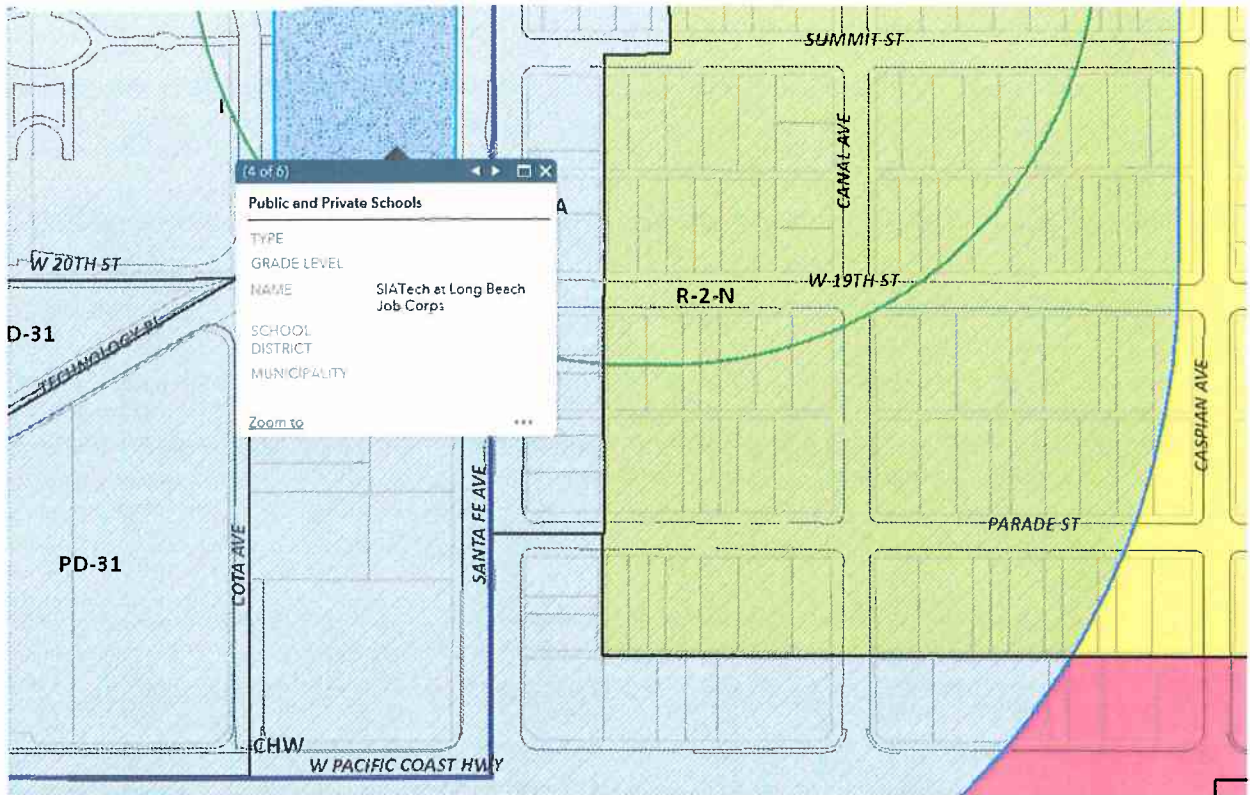 SUMMIT ST
I
CANAL AVE
(4 of 6)
Public and Private Schools
A
TYPE
GRADE LEVEL
NAME
SIATech at Long Beach
Job Corps
SCHOOL
DISTRICT
MUNICIPALITY
Zoom to
...
W 20TH ST
W 19TH ST
R-2-N
D-31
TECHNOLOGY PL
CASPIAN AVE
SANTA FE AVE
PARADE ST
PD-31
COTA AVE
CHW
W PACIFIC COAST HWY